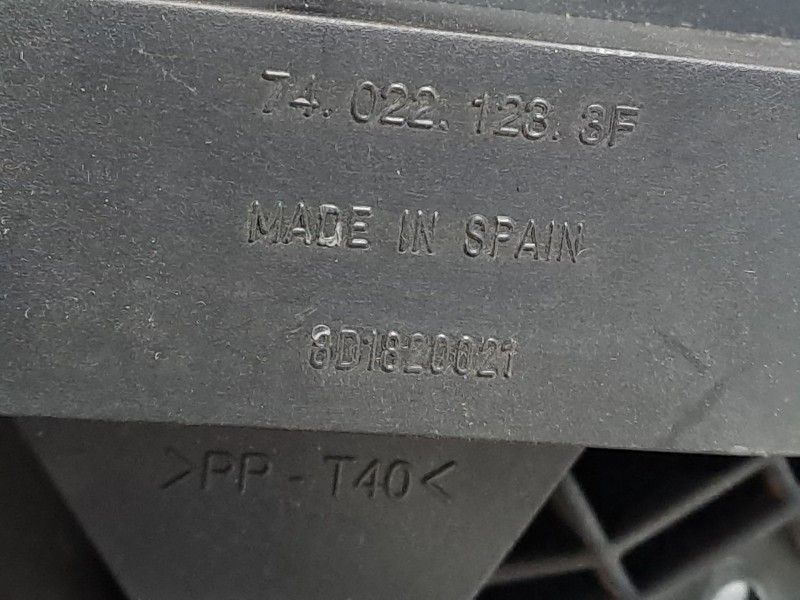 74.022.128.3F
MADE IN SPAIN
8D1820021
>PP-T40<